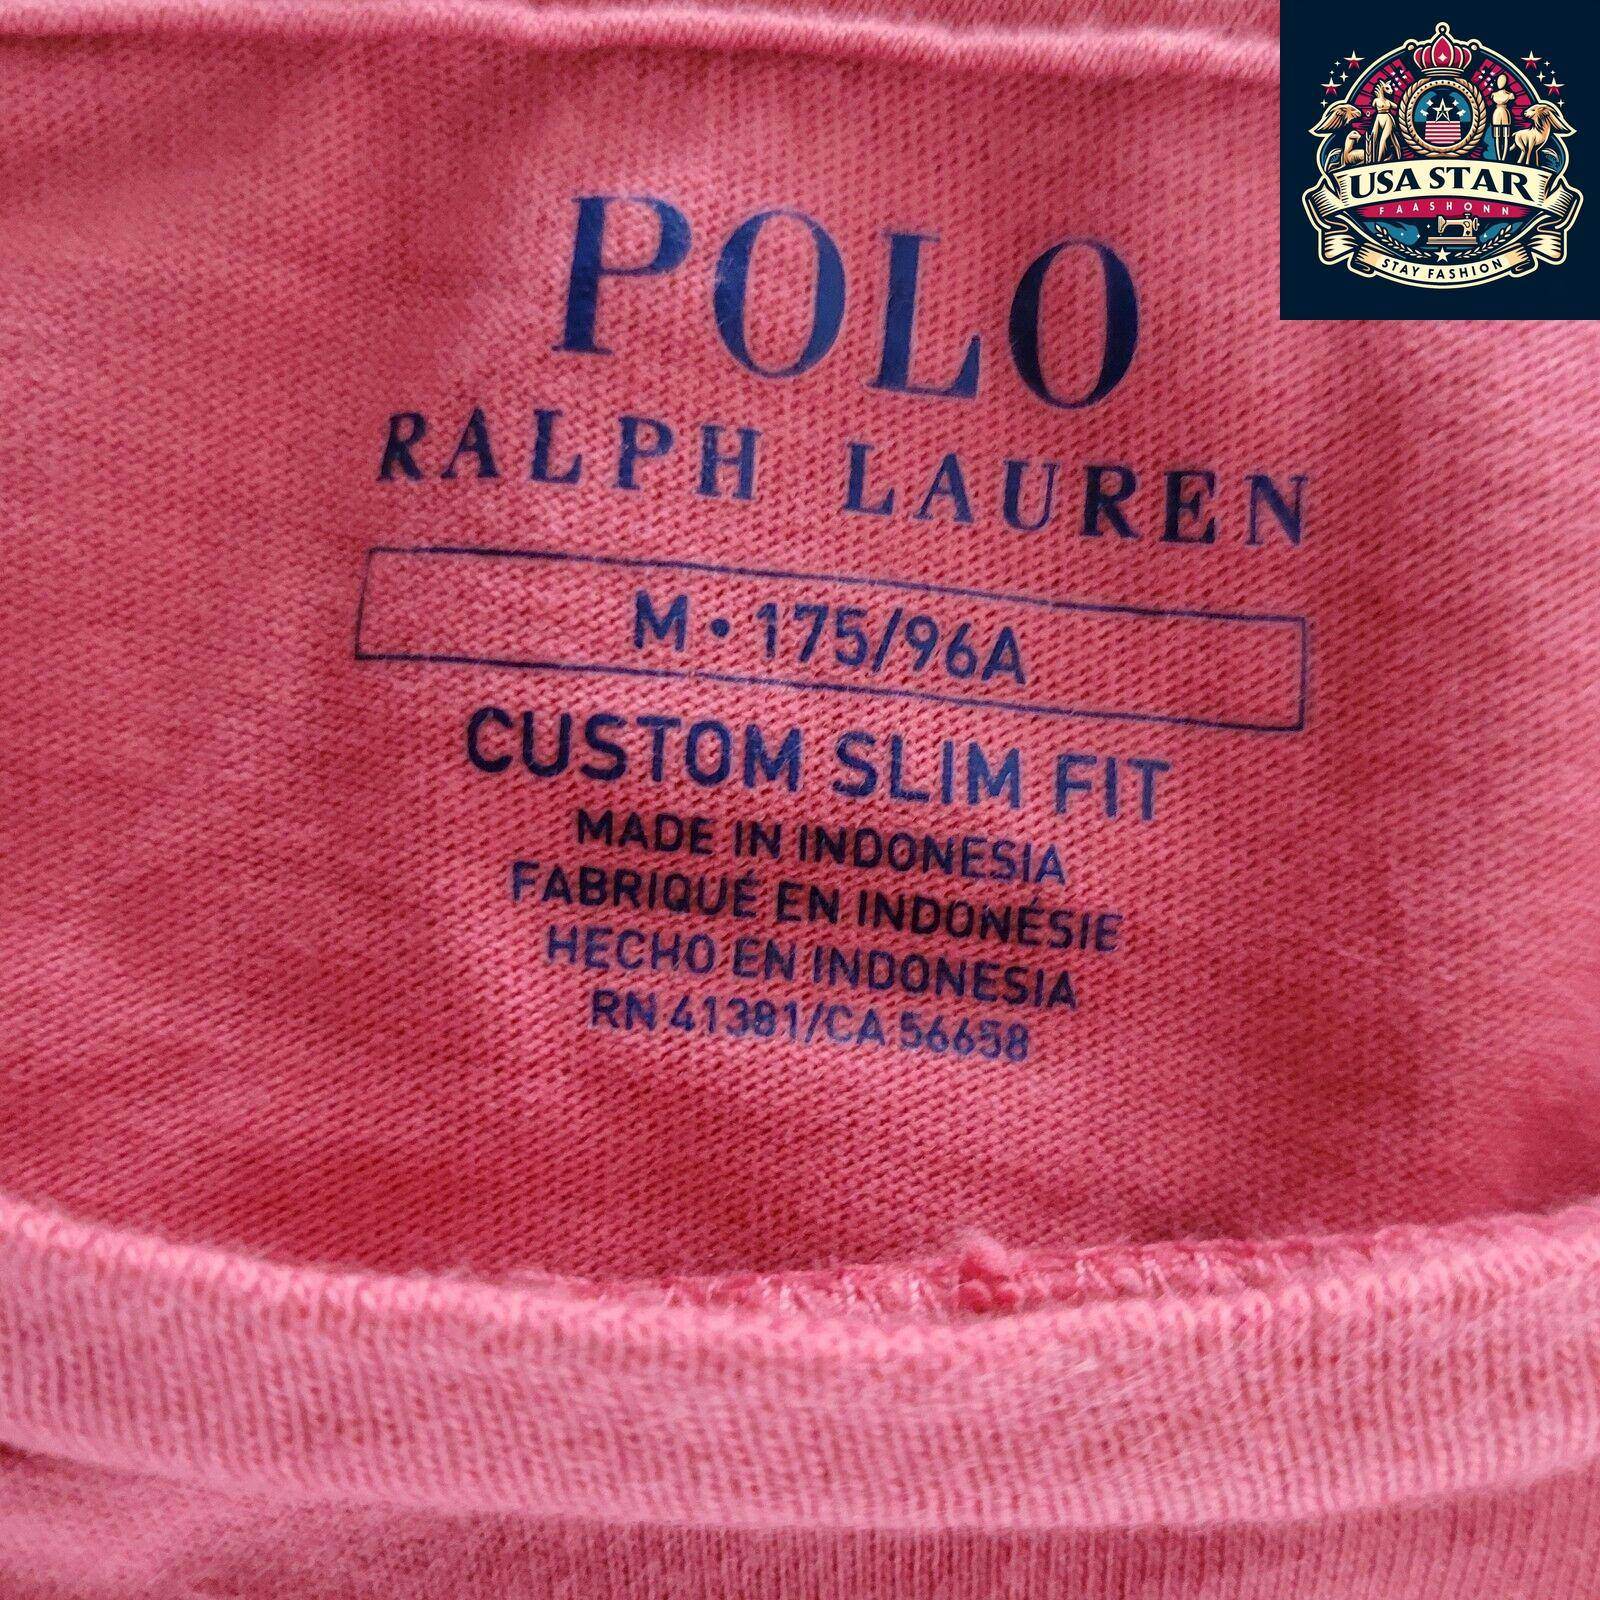 USA STAR
FAASHONN
STAY FASHION
POLO
RALPH LAUREN
M • 175/96A
CUSTOM SLIM FIT
MADE IN INDONESIA
FABRIQUÉ EN INDONÉSIE
HECHO EN INDONESIA
RN 41381/CA 56658